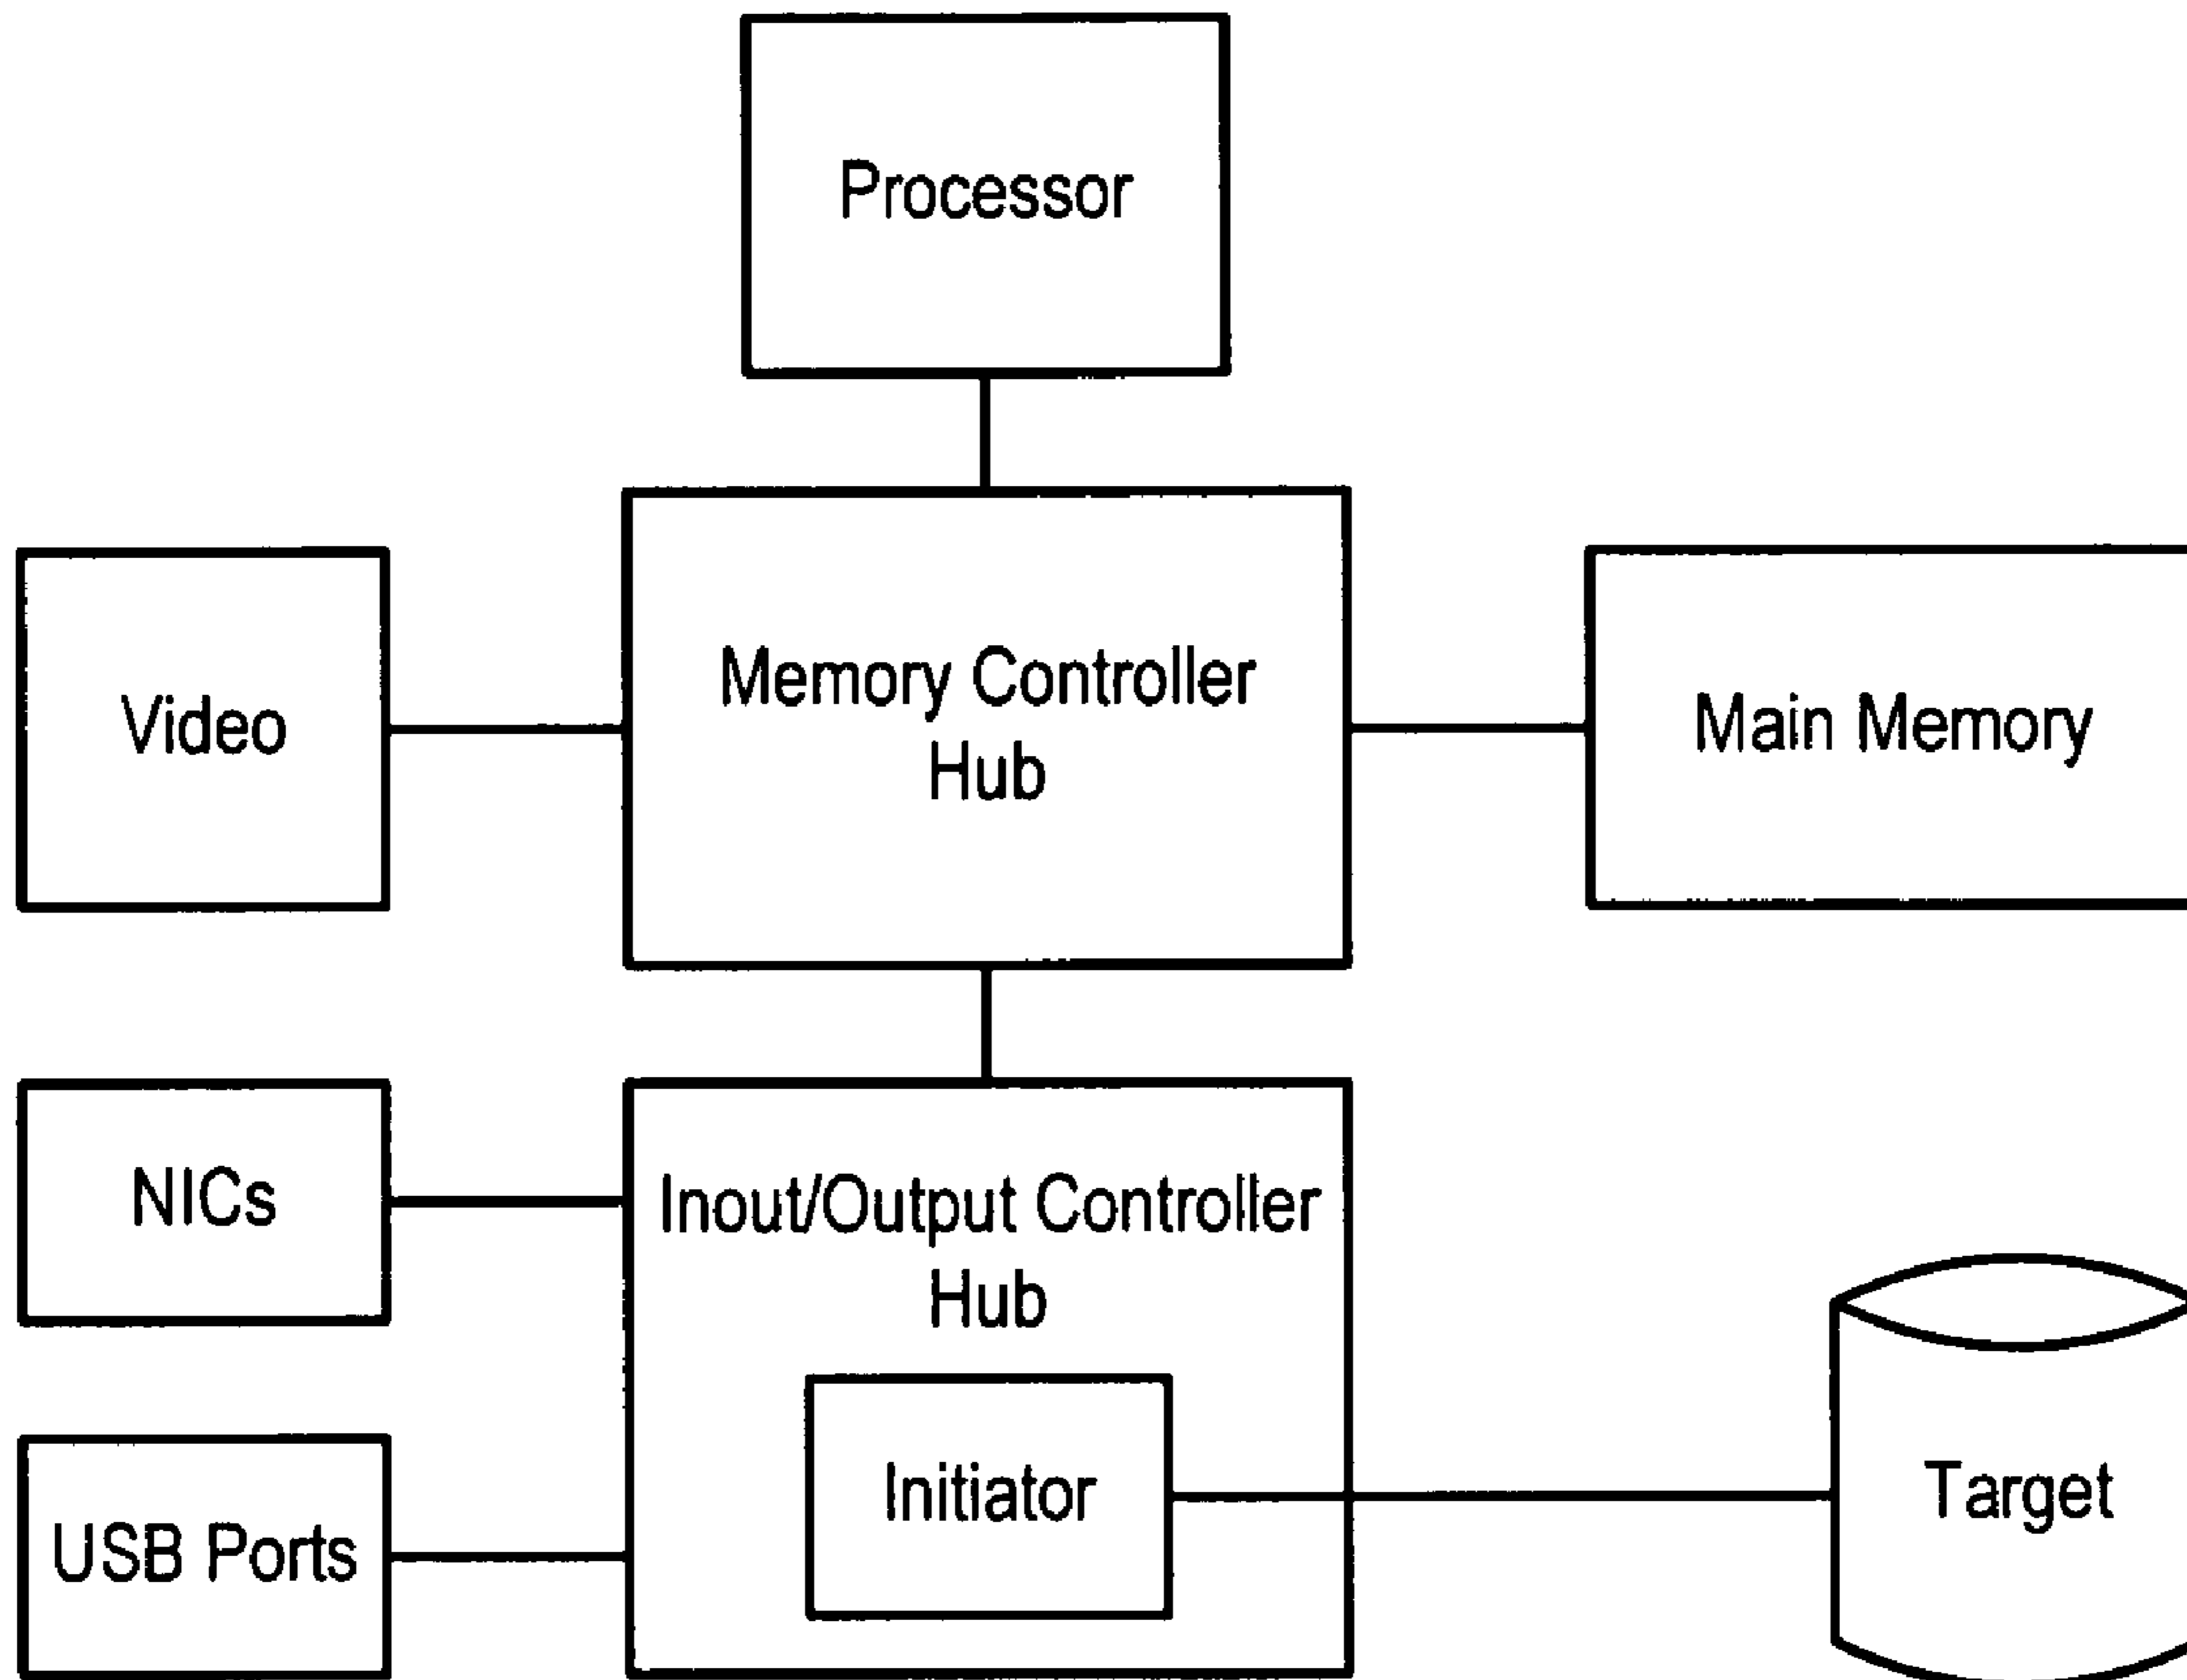 Processor
Video
Memory Controller
Hub
Main Memory
NICs
Inout/Output Controller
Hub
USB Ports
Initiator
Target